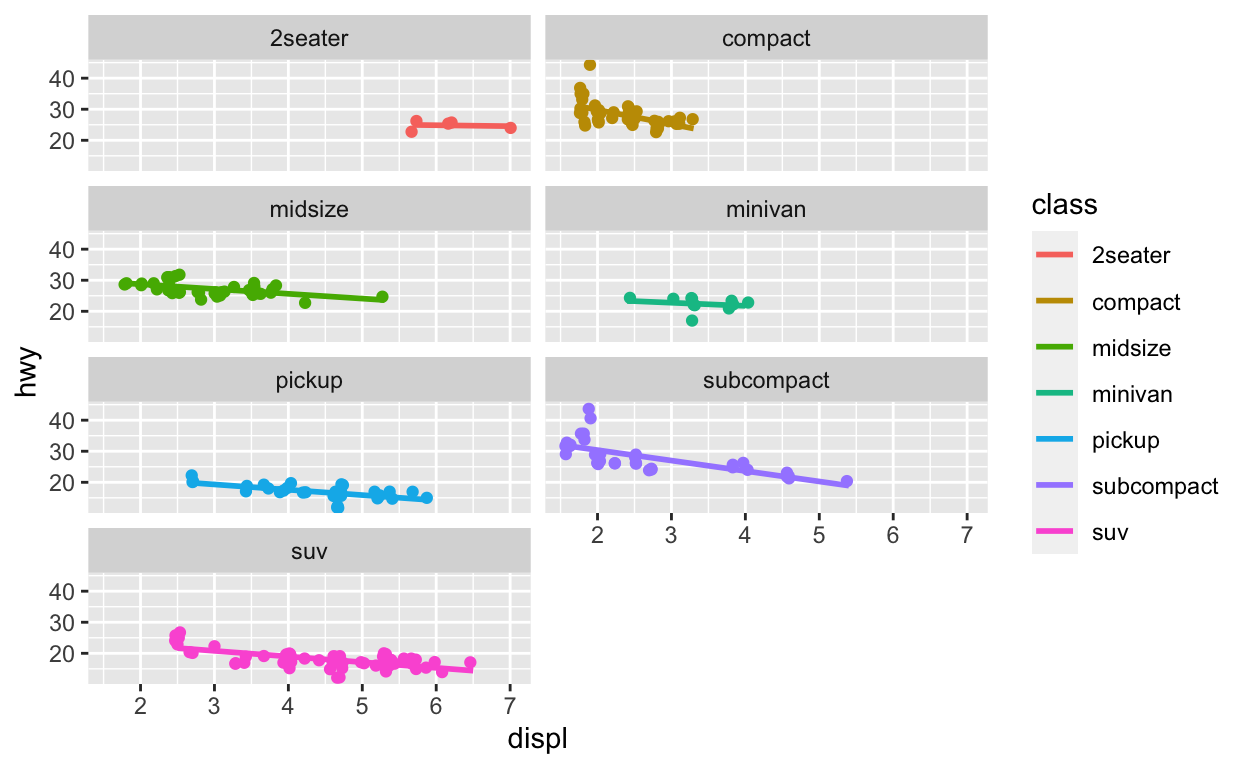 2seater
compact
40
30
20
midsize
minivan
40
30
20
pickup
subcompact
40
30
20
2 3 4 5 6 7
suv
40
30
20
2 3 4 5 6 7
displ
hwy
class
2seater
compact
midsize
minivan
pickup
subcompact
suv